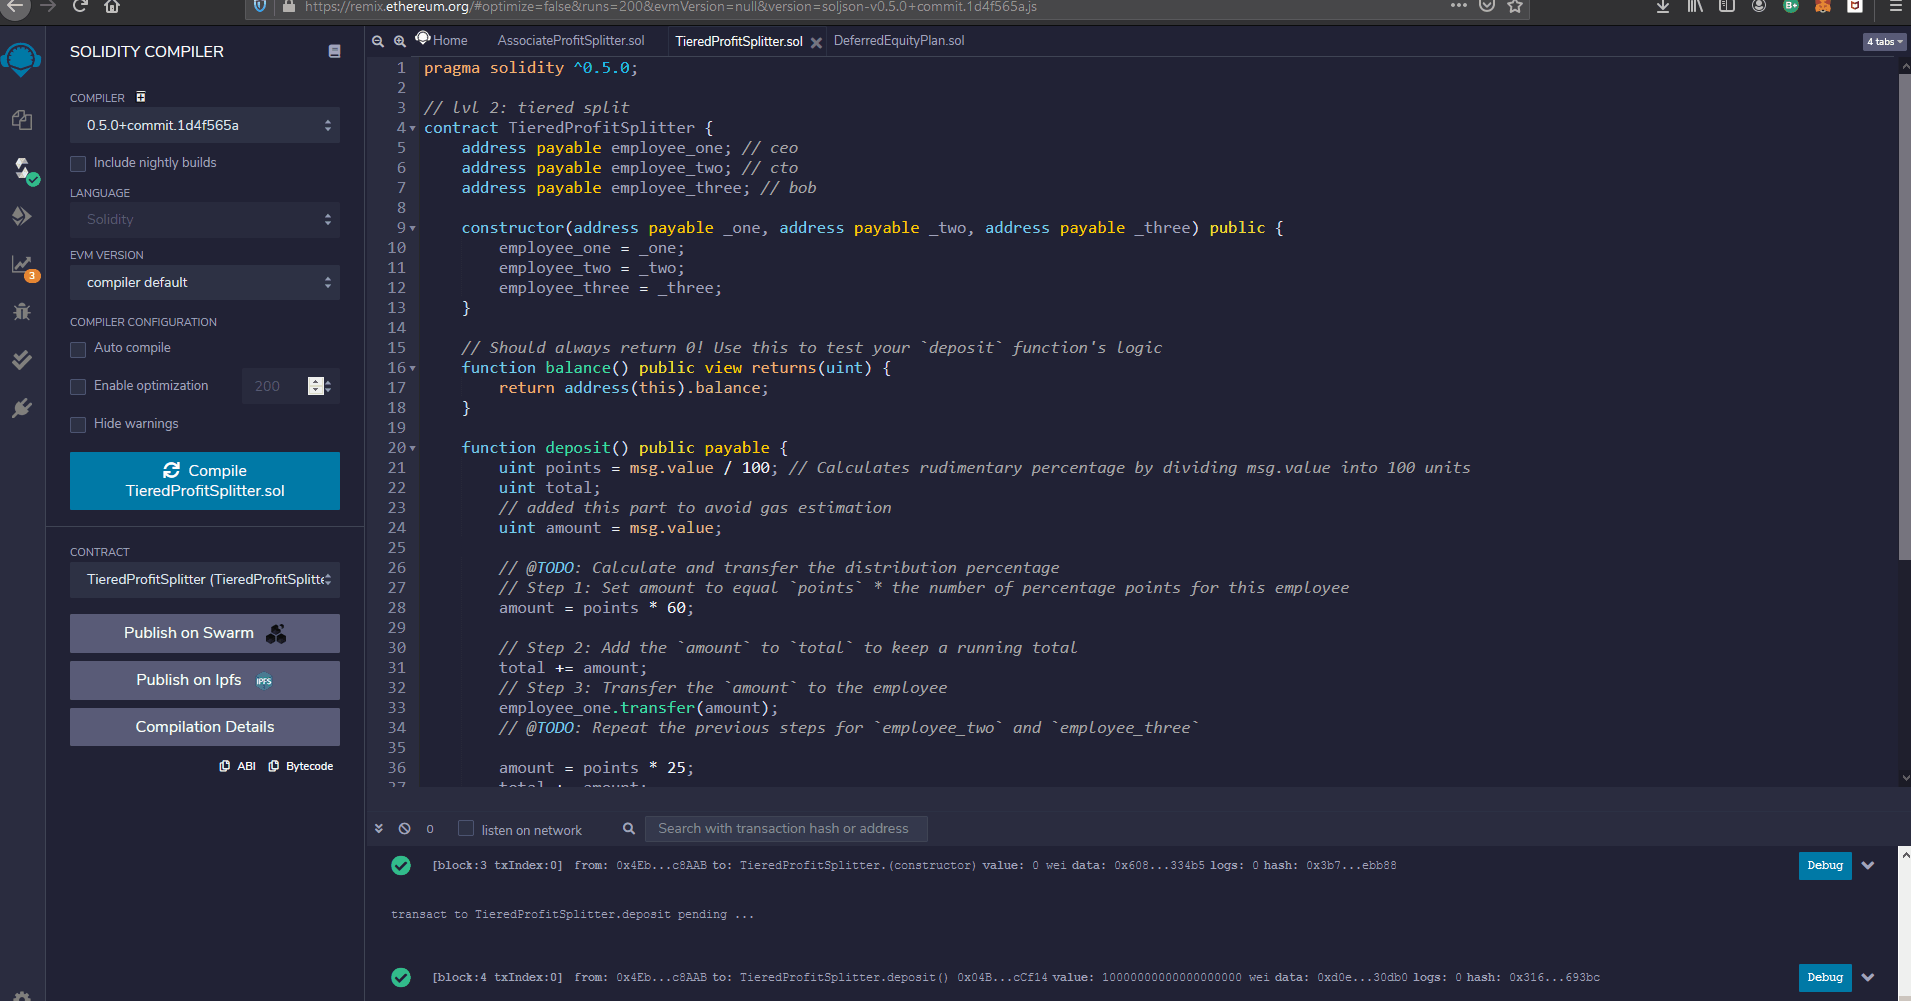 https://remix.ethereum.org/#optimize=false&runs=200&evmVersion=null&version=soljson-v0.5.0+commit.1d4f565a.js
SOLIDITY COMPILER
COMPILER
0.5.0+commit.1d4f565a
Include nightly builds
LANGUAGE
Solidity
EVM VERSION
compiler default
COMPILER CONFIGURATION
Auto compile
Enable optimization 200
Hide warnings
Compile
TieredProfitSplitter.sol
CONTRACT
TieredProfitSplitter (TieredProfitSplitte
Publish on Swarm
Publish on Ipfs IPFS
Compilation Details
ABI Bytecode
3
Home AssociateProfitSplitter.sol TieredProfitSplitter.sol DeferredEquityPlan.sol 4 tabs
1 pragma solidity ^0.5.0;
2
3 // lvl 2: tiered split
4 contract TieredProfitSplitter {
5 address payable employee_one; // ceo
6 address payable employee_two; // cto
7 address payable employee_three; // bob
8
9 constructor(address payable _one, address payable _two, address payable _three) public {
10 employee_one = _one;
11 employee_two = _two;
12 employee_three = _three;
13 }
14
15 // Should always return 0! Use this to test your `deposit` function's logic
16 function balance() public view returns(uint) {
17 return address(this).balance;
18 }
19
20 function deposit() public payable {
21 uint points = msg.value / 100; // Calculates rudimentary percentage by dividing msg.value into 100 units
22 uint total;
23 // added this part to avoid gas estimation
24 uint amount = msg.value;
25
26 // @TODO: Calculate and transfer the distribution percentage
27 // Step 1: Set amount to equal `points` * the number of percentage points for this employee
28 amount = points * 60;
29
30 // Step 2: Add the `amount` to `total` to keep a running total
31 total += amount;
32 // Step 3: Transfer the `amount` to the employee
33 employee_one.transfer(amount);
34 // @TODO: Repeat the previous steps for `employee_two` and `employee_three`
35
36 amount = points * 25;
37 total += amount;
0 listen on network Search with transaction hash or address
[block:3 txIndex:0] from: 0x4Eb...c8AAB to: TieredProfitSplitter.(constructor) value: 0 wei data: 0x608...334b5 logs: 0 hash: 0x3b7...ebb88 Debug
transact to TieredProfitSplitter.deposit pending ...
[block:4 txIndex:0] from: 0x4Eb...c8AAB to: TieredProfitSplitter.deposit() 0x04B...cCf14 value: 10000000000000000000 wei data: 0xd0e...30db0 logs: 0 hash: 0x316...693bc Debug